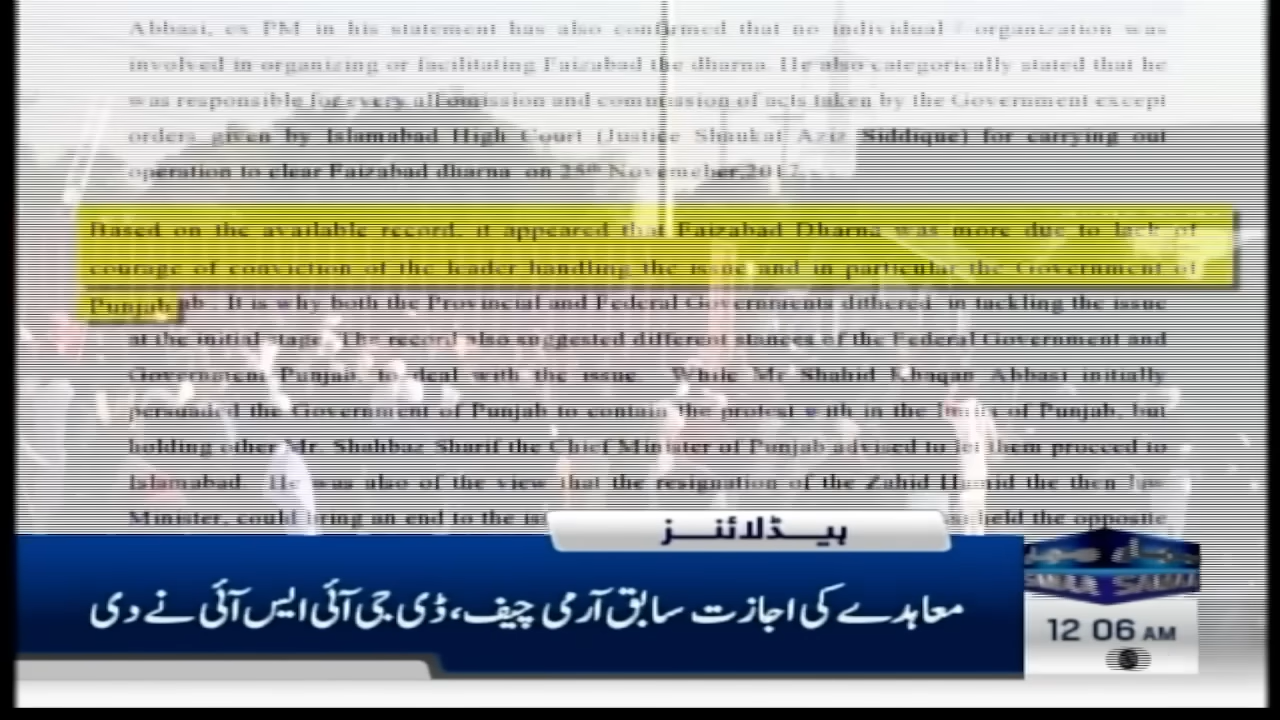 Abbasi, ex PM in his statement has also confirmed that no individual / organization was
involved in organizing or facilitating Faizabad the dharna. He also categorically stated that he
was responsible for every all omission and commission of acts taken by the Government except
orders given by Islamabad High Court (Justice Shaukat Aziz Siddique) for carrying out
operation to clear Faizabad dharna on 25th Novemeber,2017.
Based on the available record, it appeared that Faizabad Dharna was more due to lack of
courage of conviction of the leader handling the issue and in particular the Government of
Punjab ab. It is why both the Provincial and Federal Governments dithered in tackling the issue
at the initial stage. The record also suggested different stances of the Federal Government and
Government Punjab, to deal with the issue. While Mr Shahid Khaqan Abbasi initially
persuaded the Government of Punjab to contain the protest with in the limits of Punjab, but
holding other Mr. Shahbaz Sharif the Chief Minister of Punjab advised to let them proceed to
Islamabad. He was also of the view that the resignation of the Zahid Hamid the then law
Minister, could bring an end to the is held the opposite
ہیڈلائنز
معاہدے کی اجازت سابق آرمی چیف، ڈی جی آئی ایس آئی نے دی
SAMAA
12 06 AM